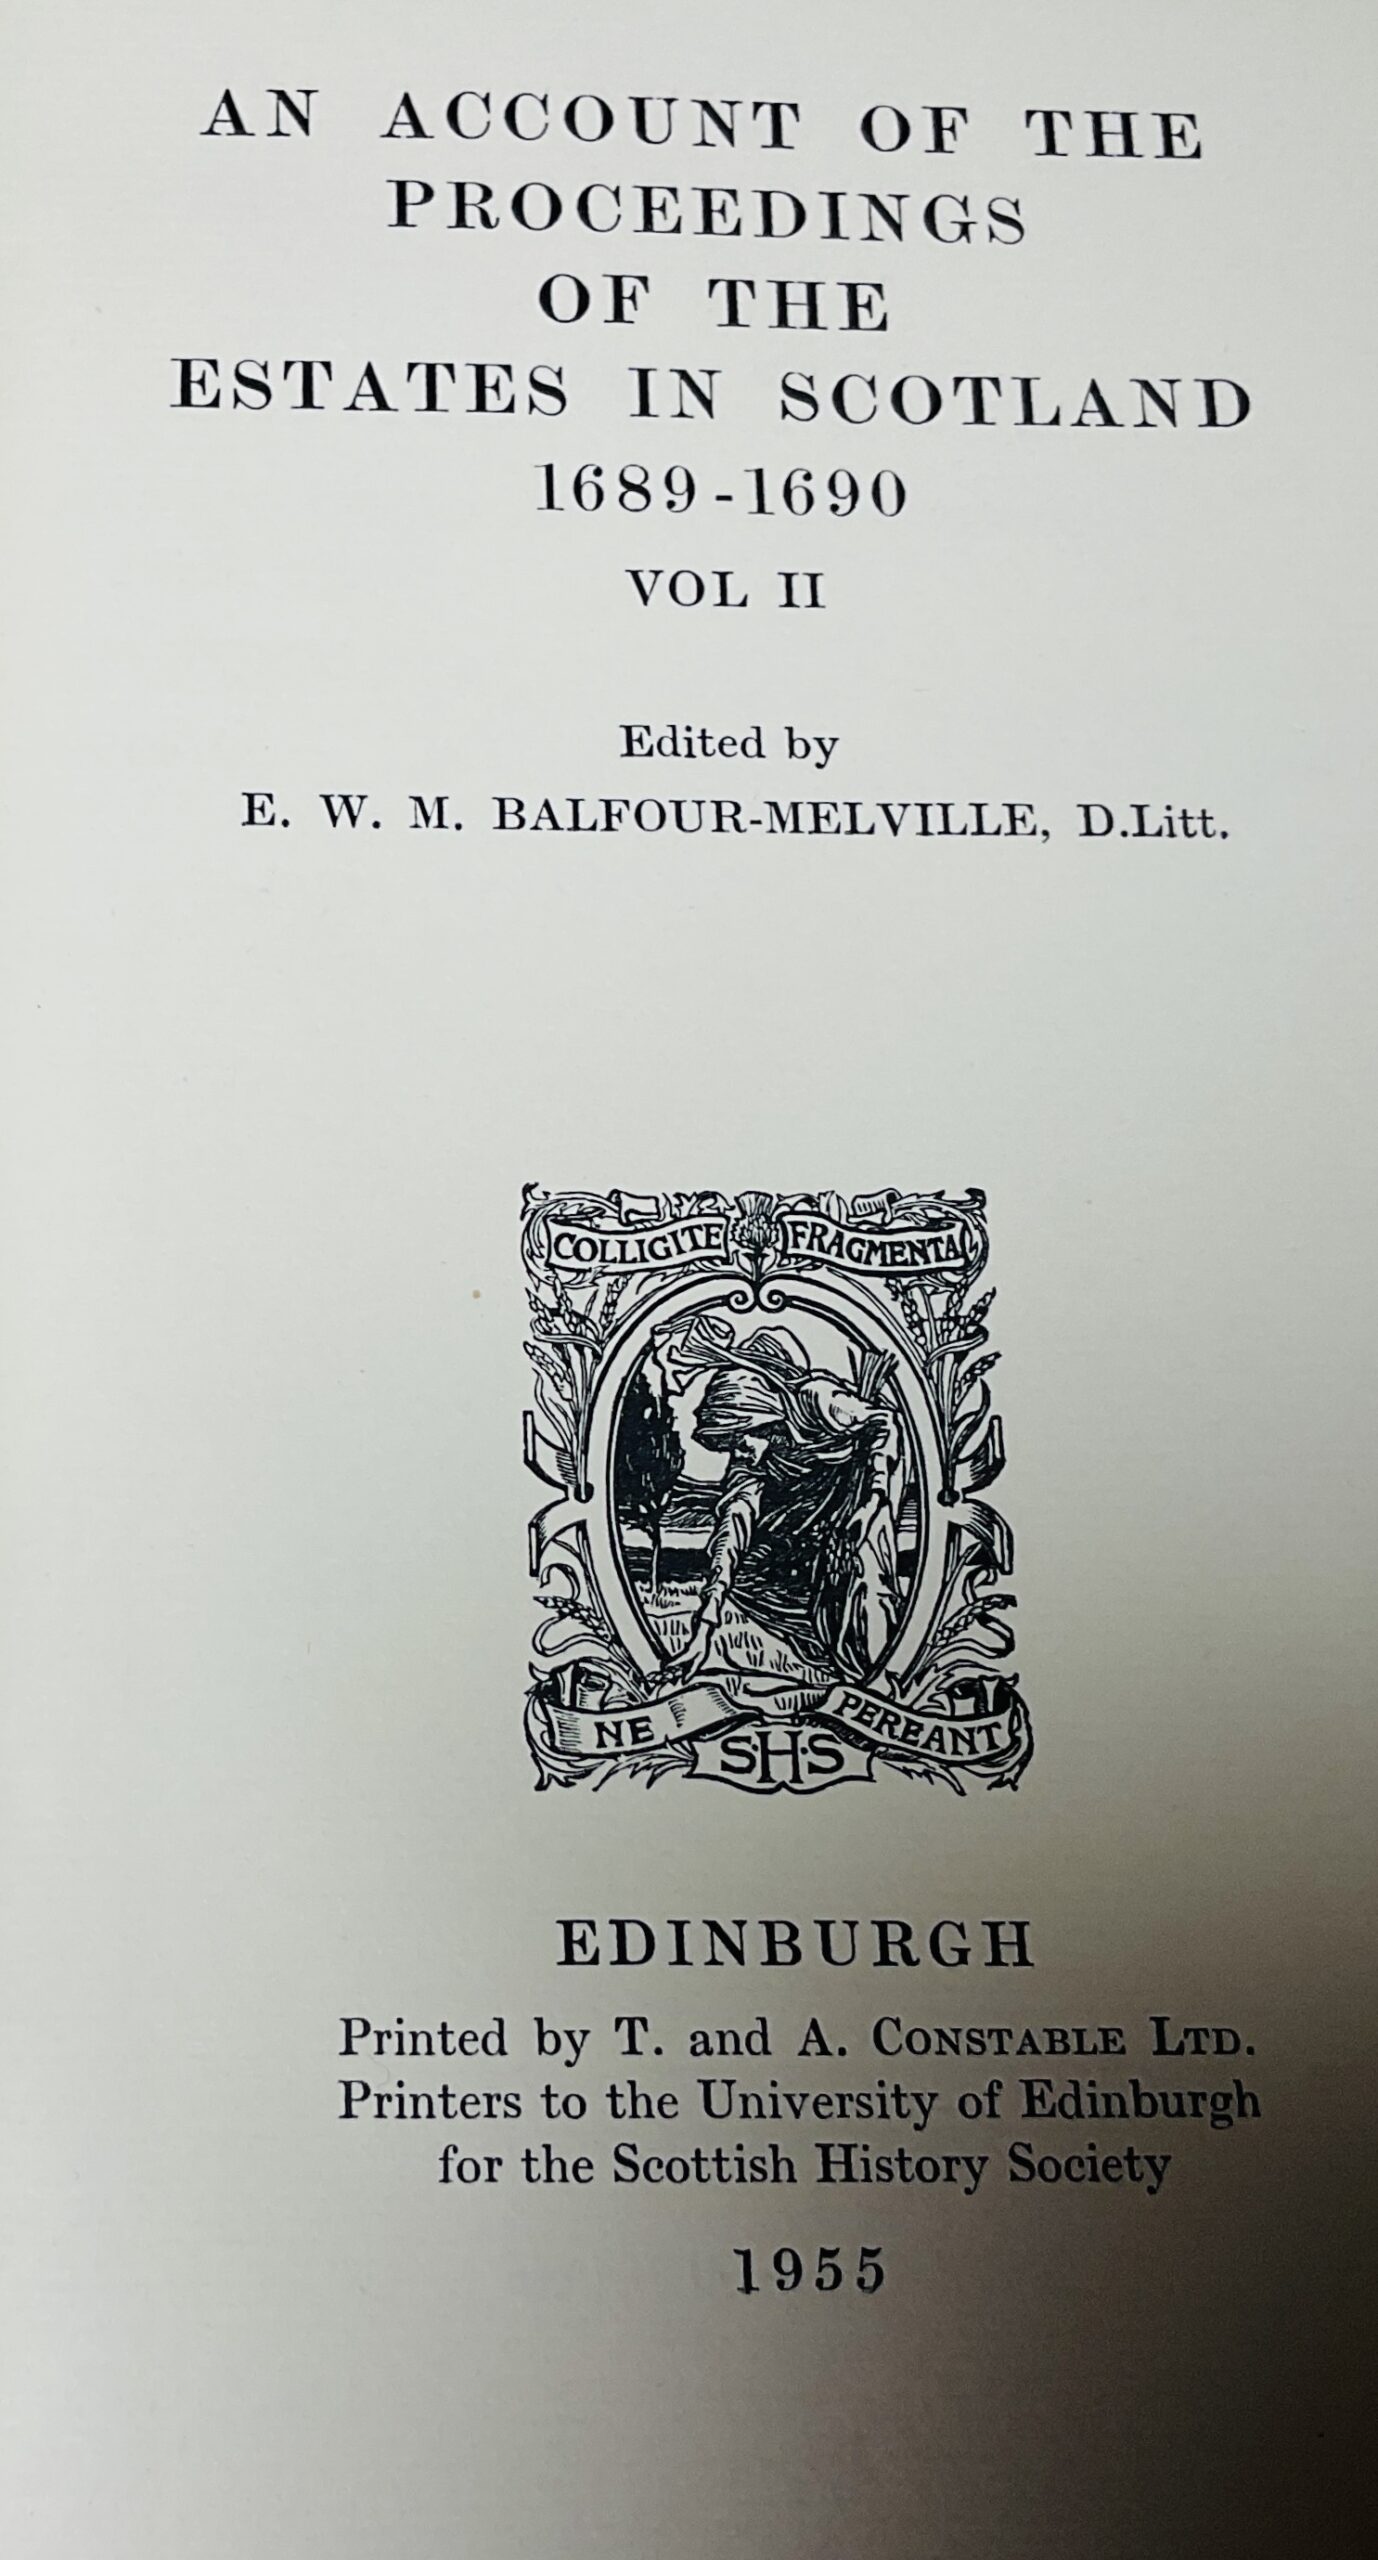 AN ACCOUNT OF THE
PROCEEDINGS
OF THE
ESTATES IN SCOTLAND
1689-1690
VOL II
Edited by
E. W. M. BALFOUR-MELVILLE, D.Litt.
COLLIGITE FRAGMENTA
NE PEREANT
S·H·S
EDINBURGH
Printed by T. and A. CONSTABLE LTD.
Printers to the University of Edinburgh
for the Scottish History Society
1955